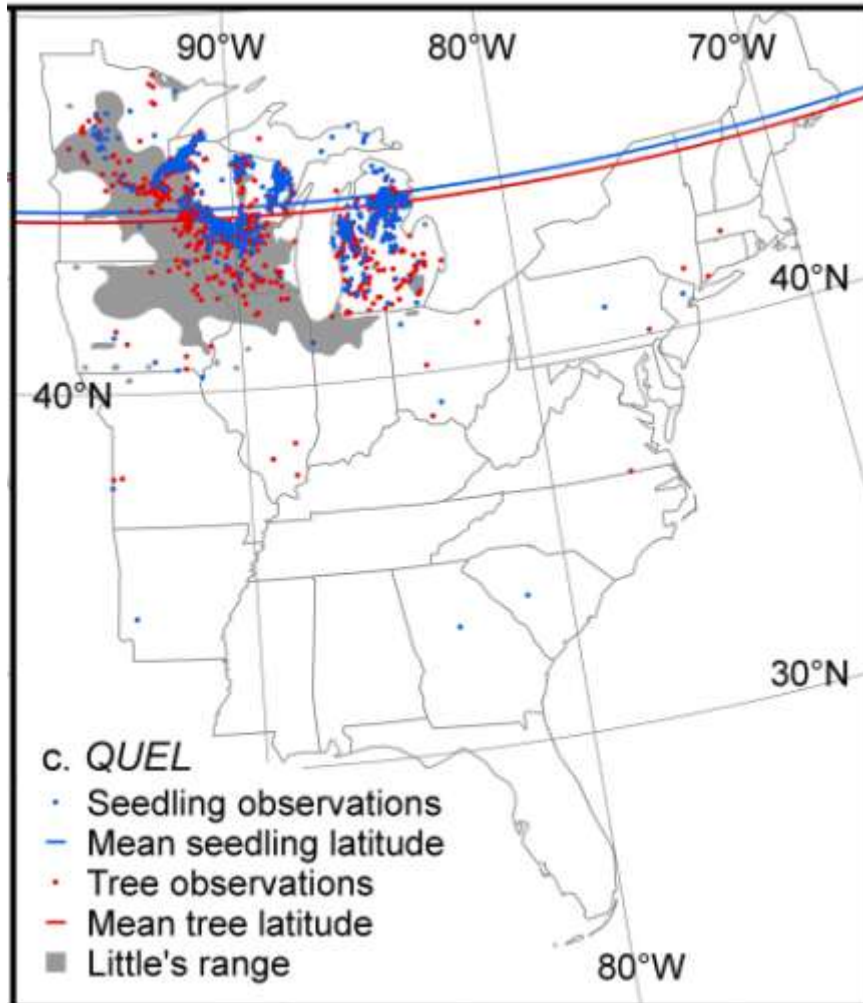 90°W 80°W 70°W
40°N
40°N
30°N
c. QUEL
Seedling observations
Mean seedling latitude
Tree observations
Mean tree latitude
Little's range
80°W